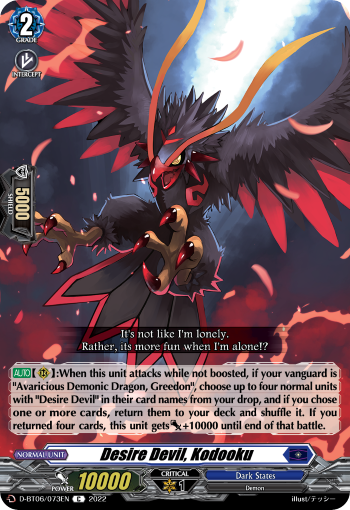 2
GRADE
INTERCEPT
5000
SHIELD
It's not like I'm lonely.
Rather, its more fun when I'm alone!?
AUTO【 R 】:When this unit attacks while not boosted, if your vanguard is
"Avaricious Demonic Dragon, Greedon", choose up to four normal units
with "Desire Devil" in their card names from your drop, and if you chose
one or more cards, return them to your deck and shuffle it. If you
returned four cards, this unit gets +10000 until end of that battle.
NORMAL UNIT
Desire Devil, Kodooku
POWER 10000
CRITICAL
1
Dark States
Demon
D-BT06/073EN C 2022
illust/テッシー